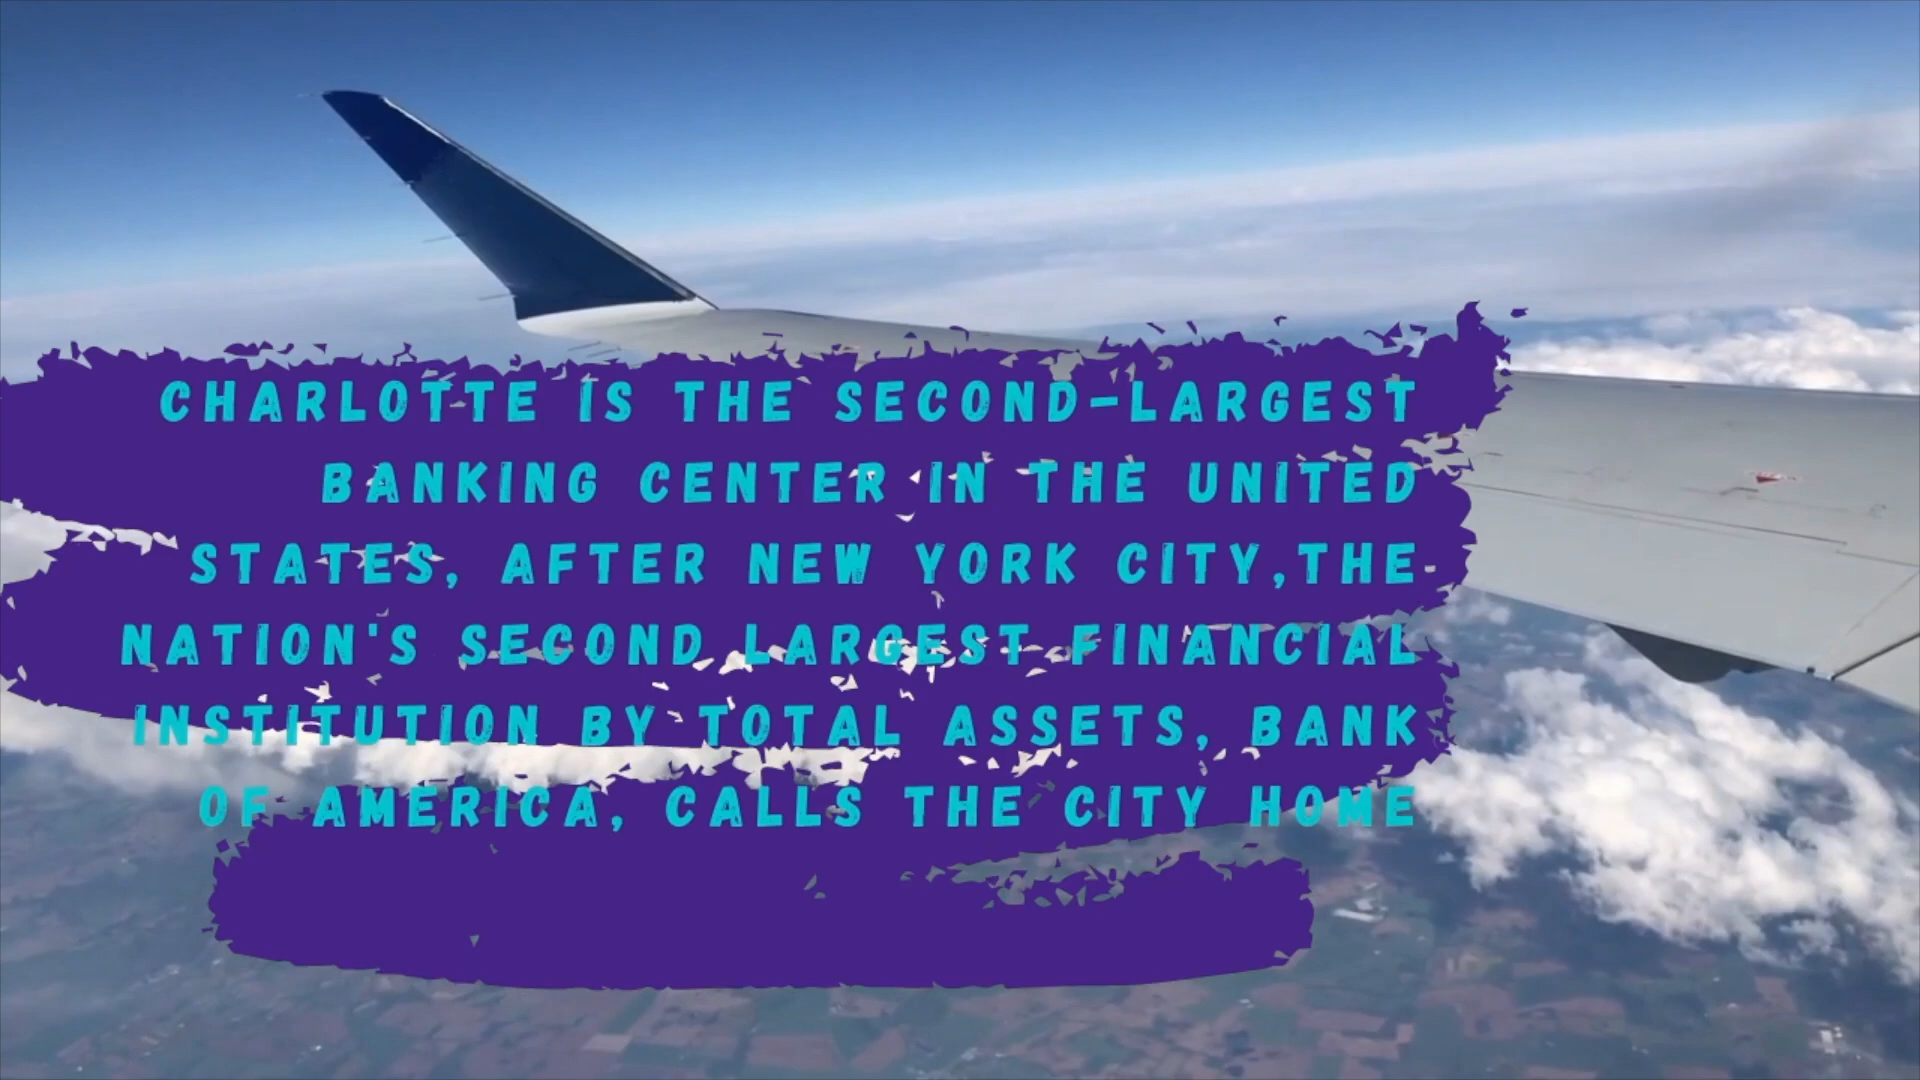 CHARLOTTE IS THE SECOND-LARGEST
BANKING CENTER IN THE UNITED
STATES, AFTER NEW YORK CITY,THE
NATION'S SECOND LARGEST FINANCIAL
INSTITUTION BY TOTAL ASSETS, BANK
OF AMERICA, CALLS THE CITY HOME